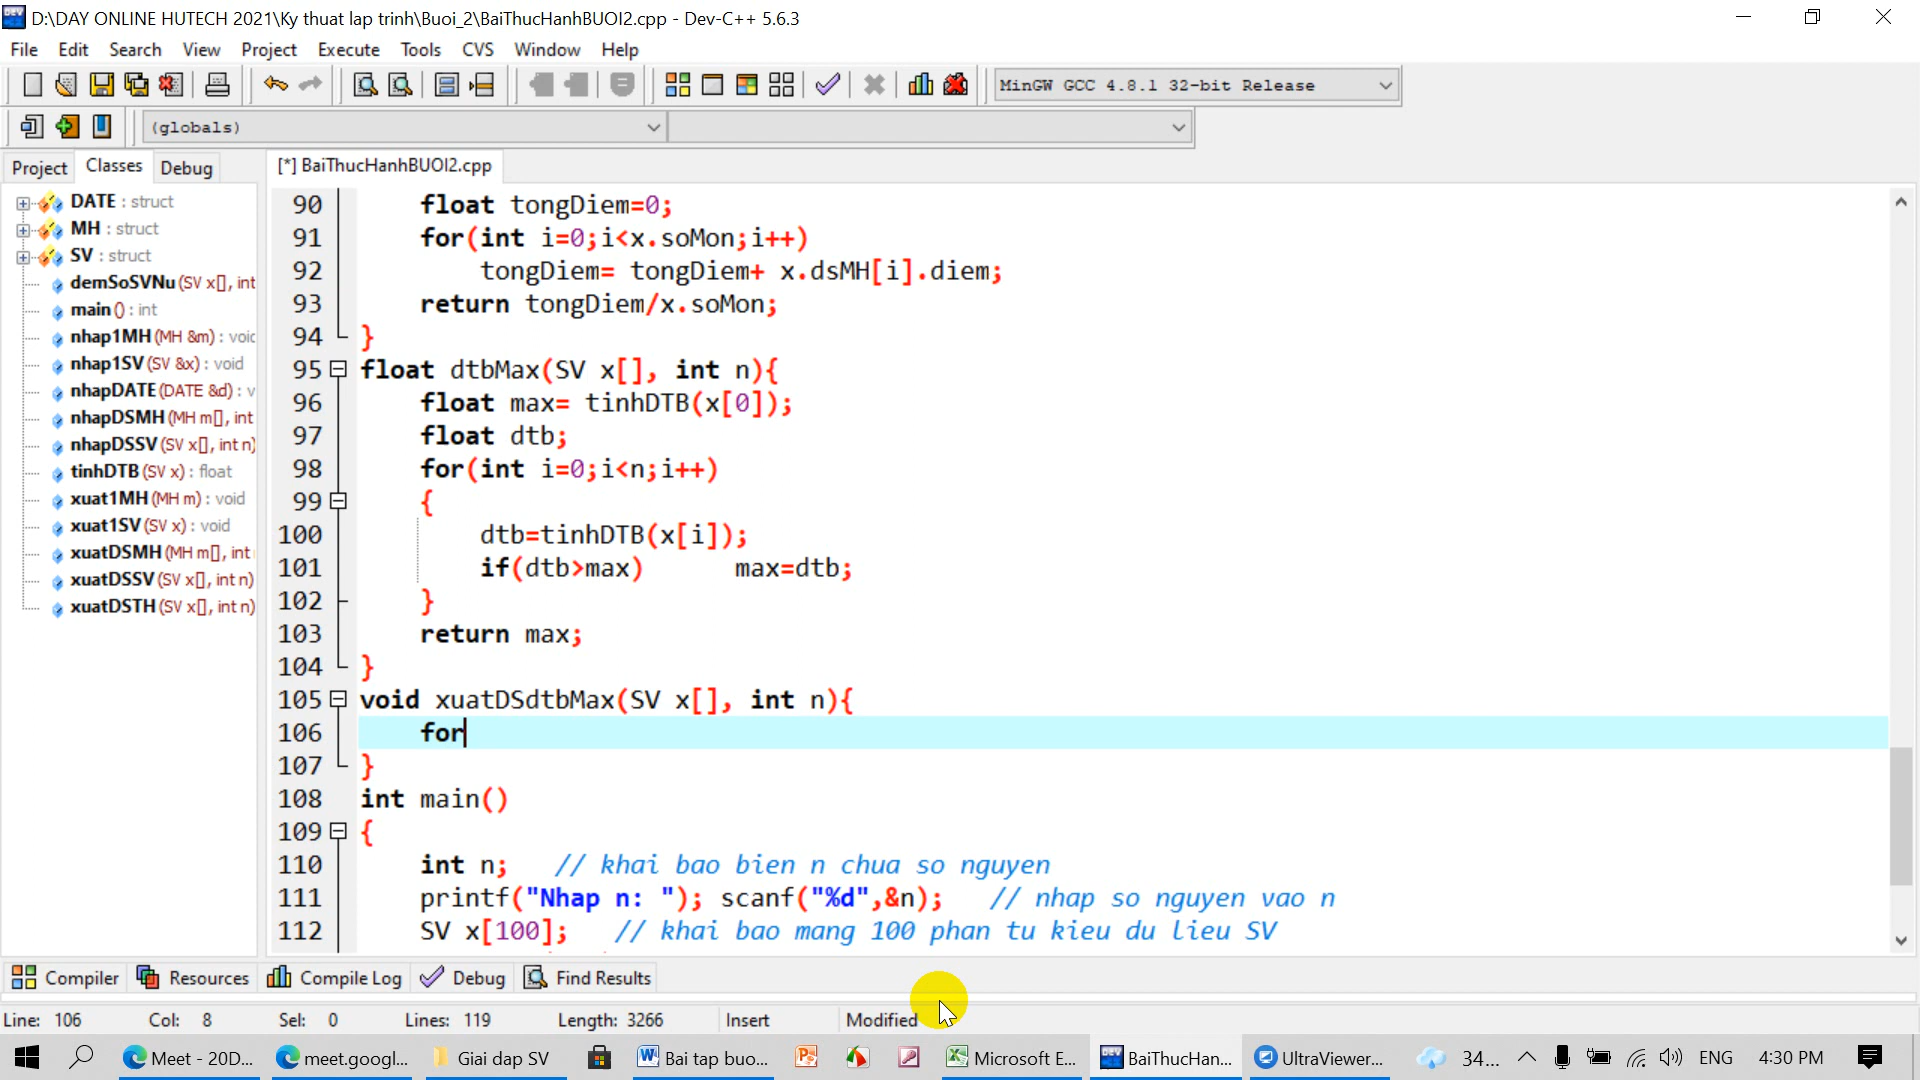 D:\DAY ONLINE HUTECH 2021\Ky thuat lap trinh\Buoi_2\BaiThucHanhBUOI2.cpp - Dev-C++ 5.6.3
File Edit Search View Project Execute Tools CVS Window Help
MinGW GCC 4.8.1 32-bit Release
(globals)
Project Classes Debug
[*] BaiThucHanhBUOI2.cpp
DATE : struct
MH : struct
SV : struct
demSoSVNu (SV x[], int
main () : int
nhap1MH (MH &m) : voic
nhap1SV (SV &x) : void
nhapDATE (DATE &d) : v
nhapDSMH (MH m[], int
nhapDSSV (SV x[], int n)
tinhDTB (SV x) : float
xuat1MH (MH m) : void
xuat1SV (SV x) : void
xuatDSMH (MH m[], int
xuatDSSV (SV x[], int n)
xuatDSTH (SV x[], int n)
90 float tongDiem=0;
91 for(int i=0;i<x.soMon;i++)
92 tongDiem= tongDiem+ x.dsMH[i].diem;
93 return tongDiem/x.soMon;
94 }
95 float dtbMax(SV x[], int n){
96 float max= tinhDTB(x[0]);
97 float dtb;
98 for(int i=0;i<n;i++)
99 {
100 dtb=tinhDTB(x[i]);
101 if(dtb>max) max=dtb;
102 }
103 return max;
104 }
105 void xuatDSdtbMax(SV x[], int n){
106 for
107 }
108 int main()
109 {
110 int n; // khai bao bien n chua so nguyen
111 printf("Nhap n: "); scanf("%d",&n); // nhap so nguyen vao n
112 SV x[100]; // khai bao mang 100 phan tu kieu du lieu SV
Compiler Resources Compile Log Debug Find Results
Line: 106 Col: 8 Sel: 0 Lines: 119 Length: 3266 Insert Modified
Meet - 20D... meet.googl... Giai dap SV Bai tap buo... Microsoft E... BaiThucHan... UltraViewer... 34... ENG 4:30 PM